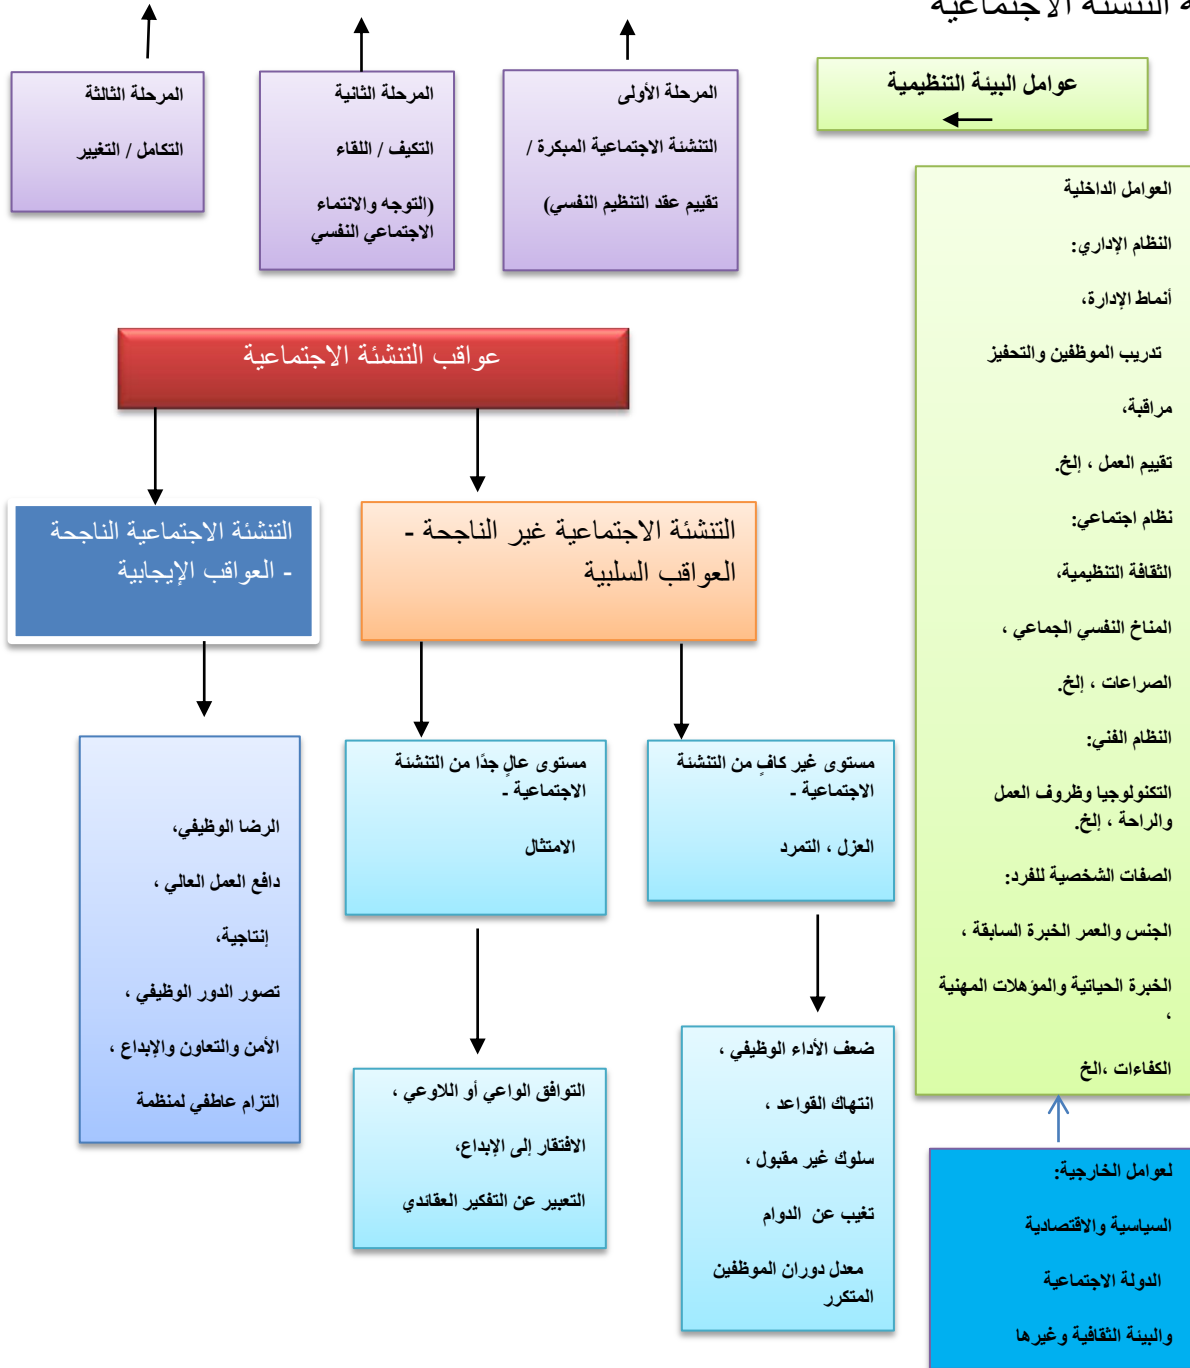 التنشئة الاجتماعية
عوامل البيئة التنظيمية
المرحلة الأولى
التنشئة الاجتماعية المبكرة /
تقييم عقد التنظيم النفسي)
المرحلة الثانية
التكيف / اللقاء
(التوجه والانتماء
الاجتماعي النفسي
المرحلة الثالثة
التكامل / التغيير
العوامل الداخلية
النظام الإداري:
أنماط الإدارة،
تدريب الموظفين والتحفيز
مراقبة،
تقييم العمل ، إلخ.
نظام اجتماعي:
الثقافة التنظيمية،
المناخ النفسي الجماعي ،
الصراعات ، إلخ.
النظام الفني:
التكنولوجيا وظروف العمل
والراحة ، إلخ.
الصفات الشخصية للفرد:
الجنس والعمر الخبرة السابقة ،
الخبرة الحياتية والمؤهلات المهنية
،
الكفاءات ،الخ
لعوامل الخارجية:
السياسية والاقتصادية
الدولة الاجتماعية
والبيئة الثقافية وغيرها
عواقب التنشئة الاجتماعية
التنشئة الاجتماعية غير الناجحة -
العواقب السلبية
التنشئة الاجتماعية الناجحة
- العواقب الإيجابية
مستوى غير كافٍ من التنشئة
الاجتماعية -
العزل ، التمرد
مستوى عالٍ جدًا من التنشئة
الاجتماعية -
الامتثال
الرضا الوظيفي،
دافع العمل العالي ،
إنتاجية،
تصور الدور الوظيفي ،
الأمن والتعاون والإبداع ،
التزام عاطفي لمنظمة
ضعف الأداء الوظيفي ،
انتهاك القواعد ،
سلوك غير مقبول ،
تغيب عن الدوام
معدل دوران الموظفين
المتكرر
التوافق الواعي أو اللاوعي ،
الافتقار إلى الإبداع،
التعبير عن التفكير العقائدي